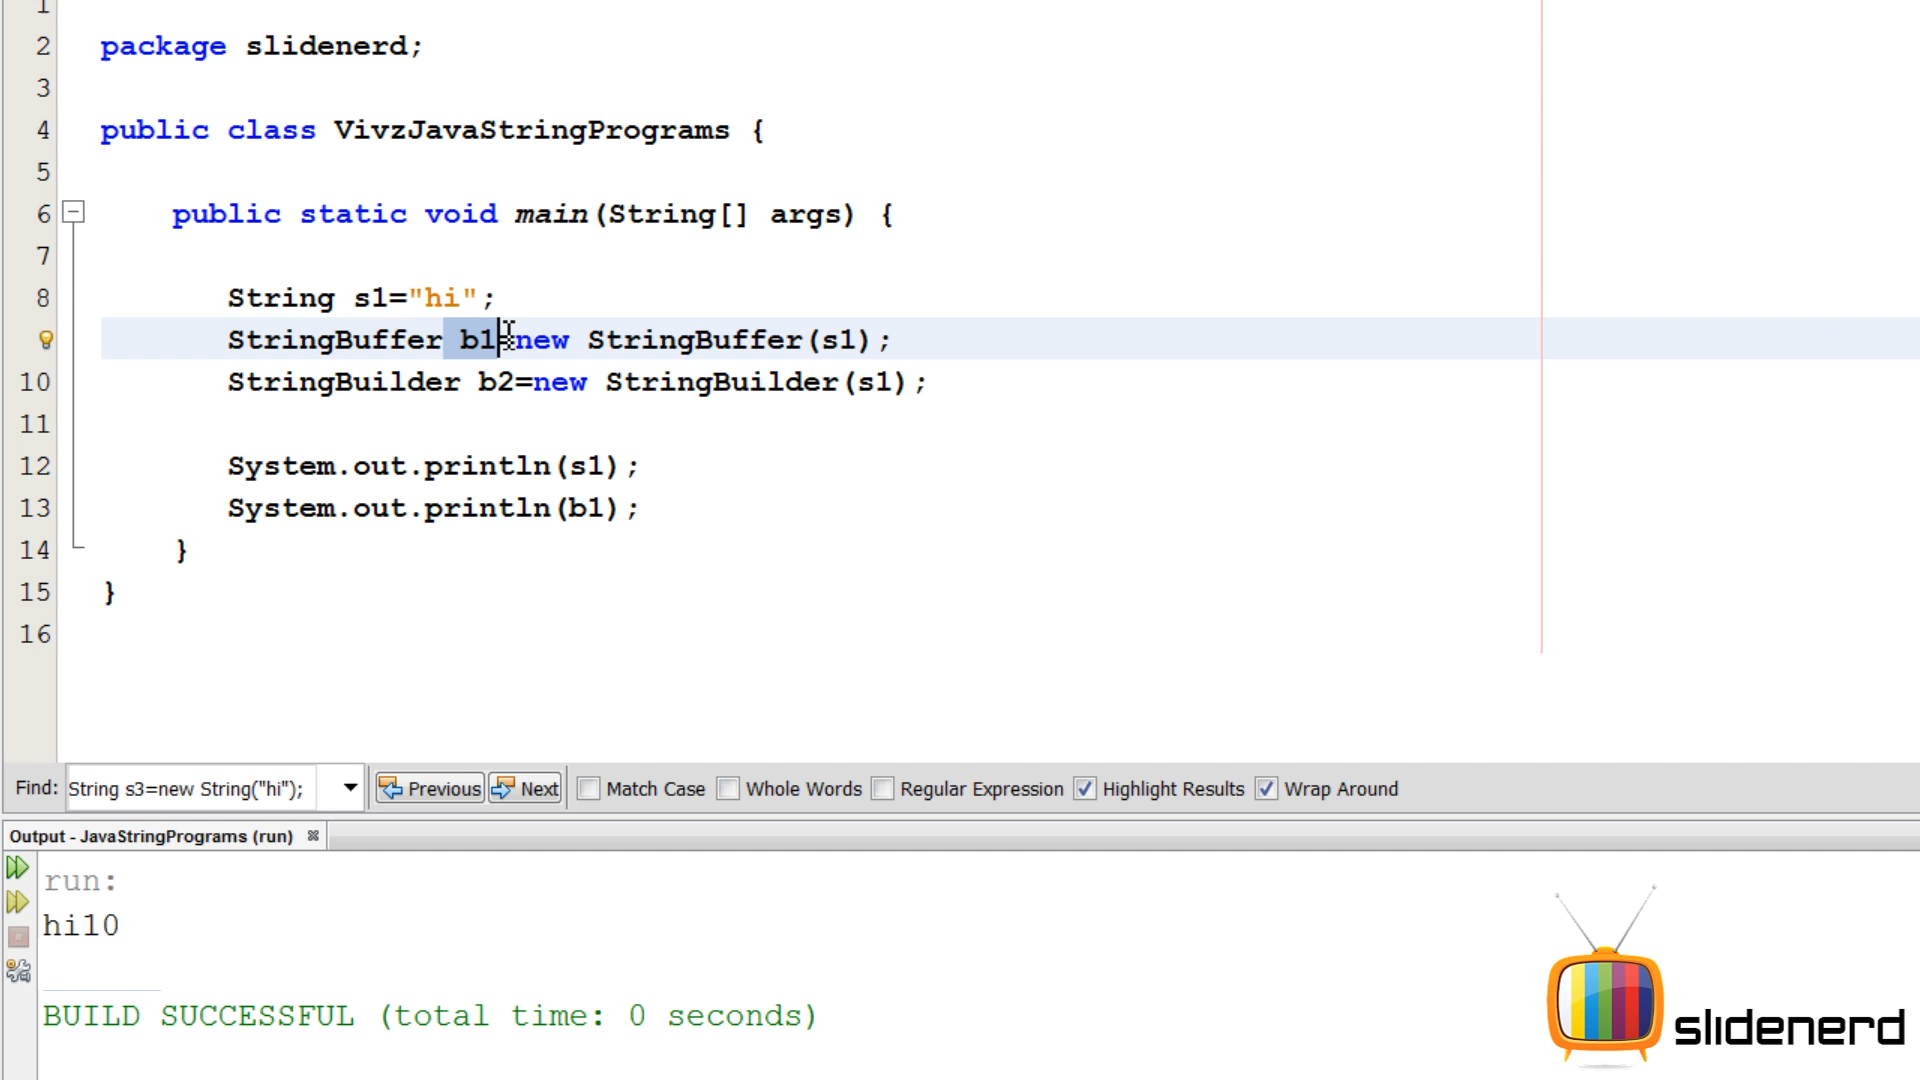 1
2 package slidenerd;
3
4 public class VivzJavaStringPrograms {
5
6 public static void main(String[] args) {
7
8 String s1="hi";
StringBuffer b1=new StringBuffer(s1);
10 StringBuilder b2=new StringBuilder(s1);
11
12 System.out.println(s1);
13 System.out.println(b1);
14 }
15 }
16
Find: String s3=new String("hi"); Previous Next Match Case Whole Words Regular Expression Highlight Results Wrap Around
Output - JavaStringPrograms (run)
run:
hi10
BUILD SUCCESSFUL (total time: 0 seconds)
slidenerd